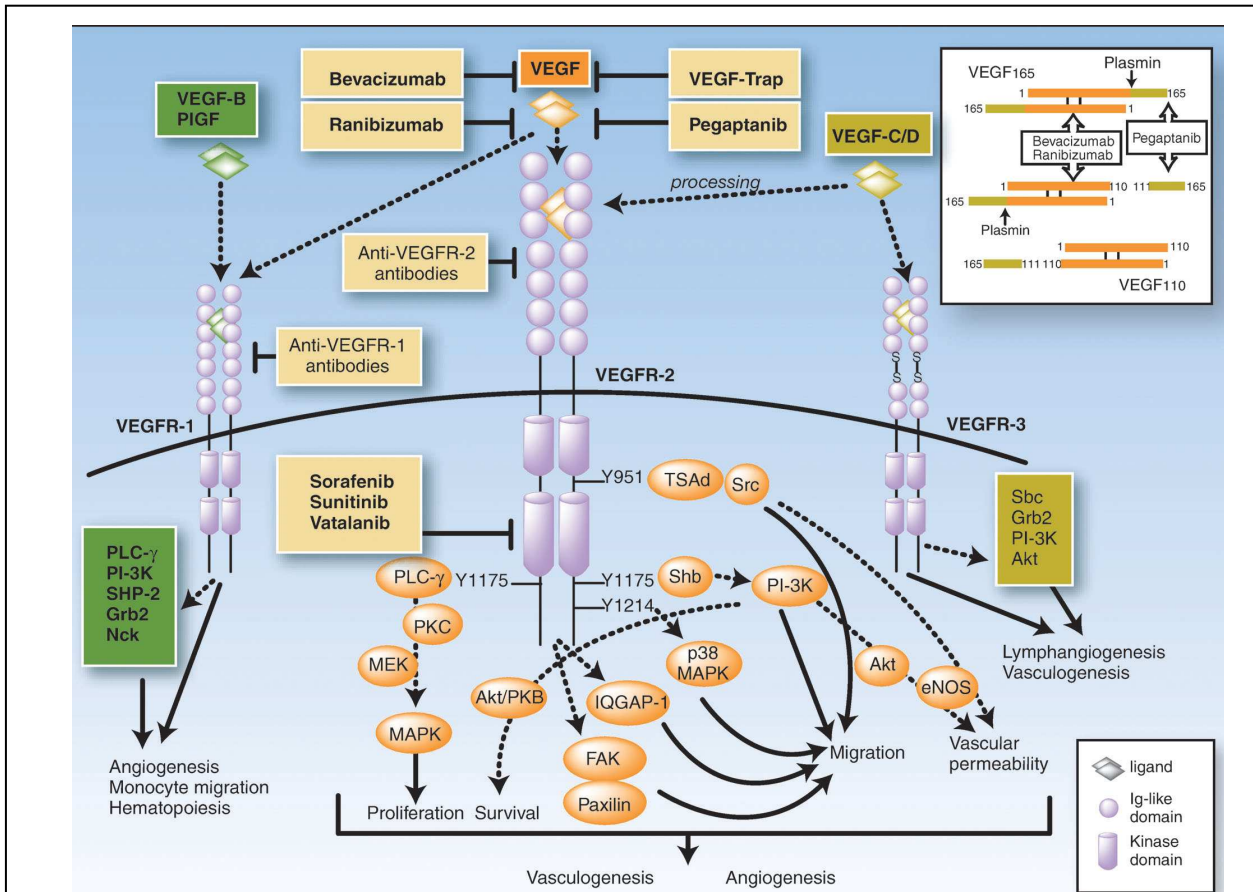 Bevacizumab
VEGF
VEGF-Trap
Ranibizumab
Pegaptanib
VEGF-B
PlGF
VEGF-C/D
processing
Anti-VEGFR-2
antibodies
Anti-VEGFR-1
antibodies
VEGFR-1
VEGFR-2
VEGFR-3
S
S
S
S
VEGF165
Plasmin
1
165
165
1
Bevacizumab
Ranibizumab
Pegaptanib
1
110
111
165
165
1
Plasmin
110
165
111
110
1
VEGF110
Sorafenib
Sunitinib
Vatalanib
Y951
TSAd
Src
Sbc
Grb2
PI-3K
Akt
PLC-γ
PI-3K
SHP-2
Grb2
Nck
PLC-γ
Y1175
Y1175
Shb
PI-3K
Y1214
PKC
MEK
p38
MAPK
Akt
eNOS
Akt/PKB
IQGAP-1
MAPK
FAK
Paxilin
Lymphangiogenesis
Vasculogenesis
Migration
Vascular
permeability
Angiogenesis
Monocyte migration
Hematopoiesis
Proliferation
Survival
Vasculogenesis
Angiogenesis
ligand
Ig-like
domain
Kinase
domain